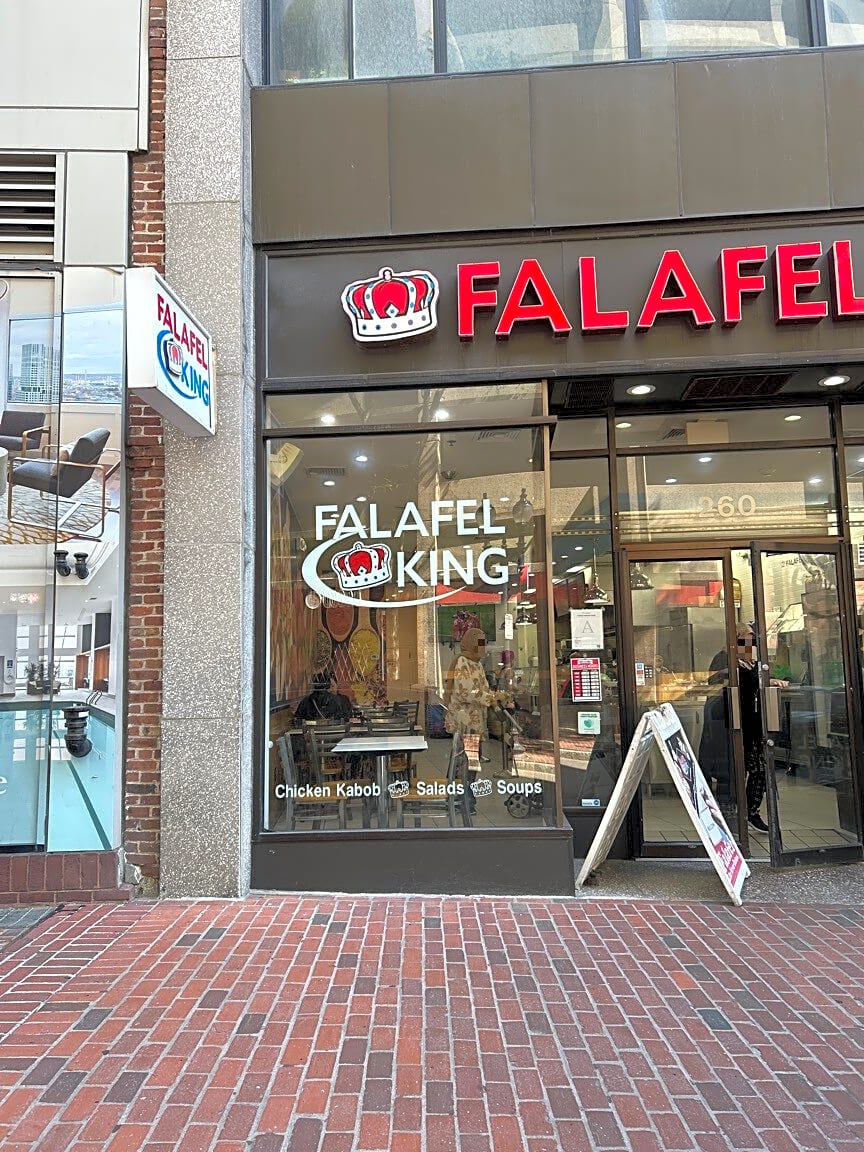 FALAFEL
FALAFEL
KING
FALAFEL
KING
260
A
Chicken Kabob Salads Soups